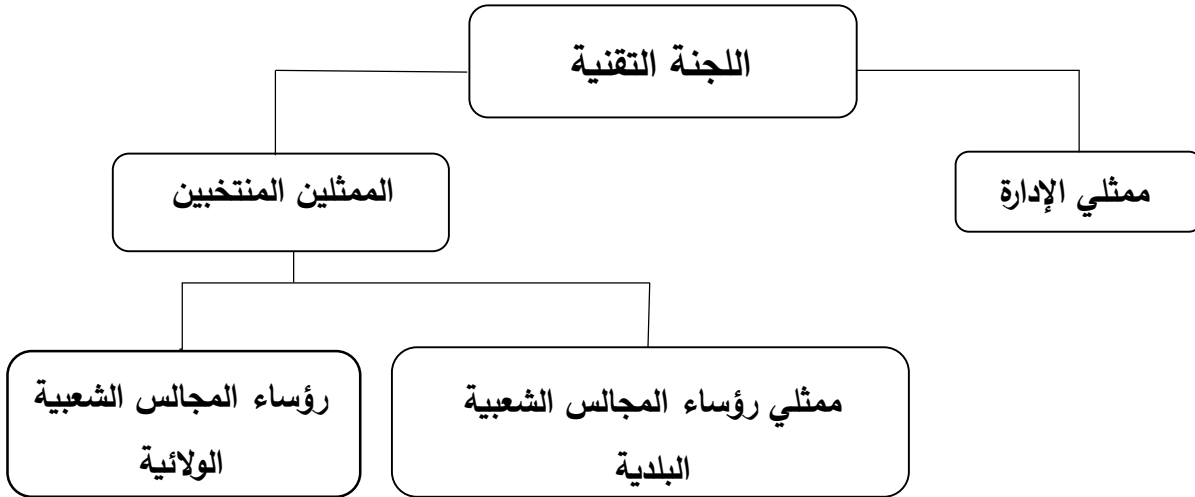 اللجنة التقنية
ممثلي الإدارة
الممثلين المنتخبين
ممثلي رؤساء المجالس الشعبية
البلدية
رؤساء المجالس الشعبية
الولائية